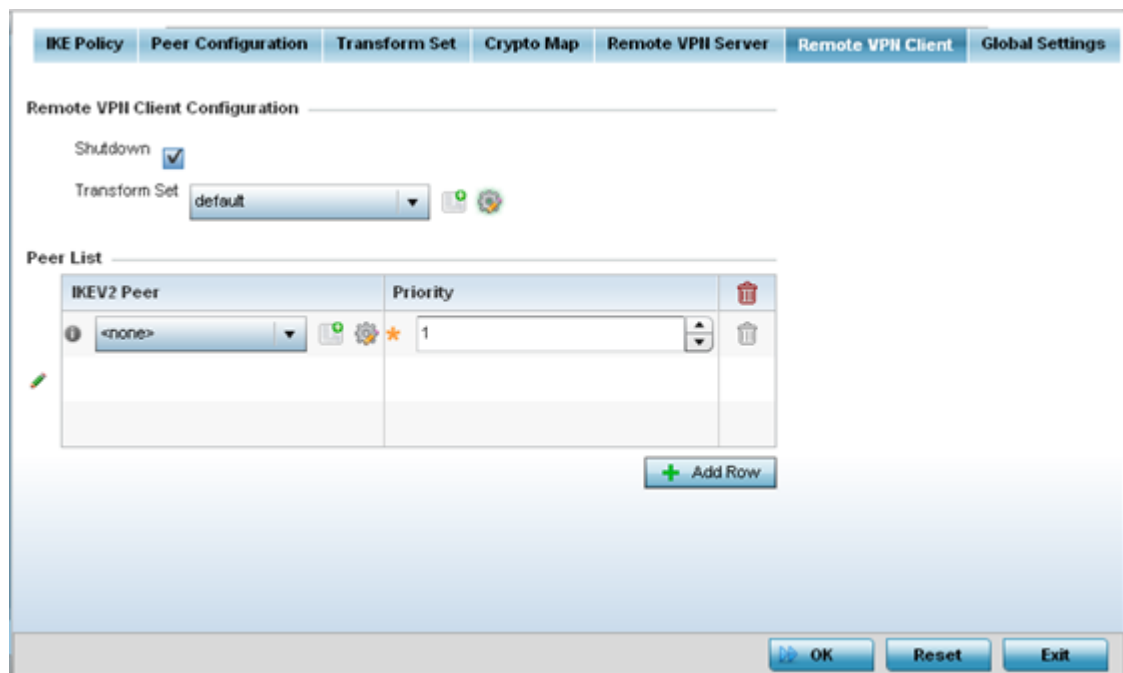 IKE Policy Peer Configuration Transform Set Crypto Map Remote VPN Server Remote VPN Client Global Settings
Remote VPN Client Configuration
Shutdown
Transform Set default
Peer List
IKEV2 Peer Priority
<none> * 1
Add Row
OK Reset Exit